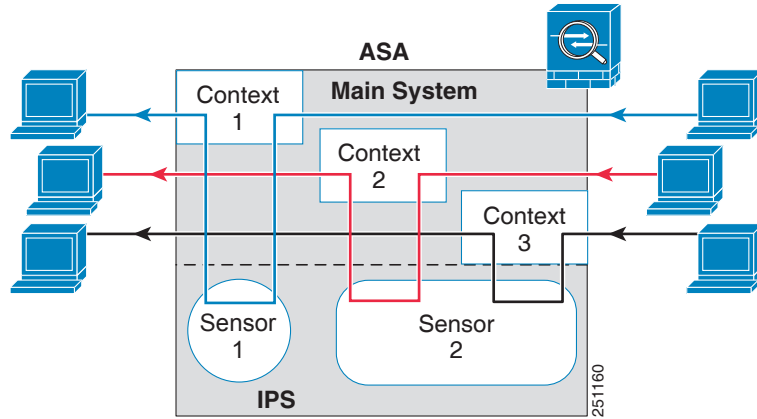 ASA
Main System
Context
1
Context
2
Context
3
Sensor
1
Sensor
2
IPS
251160